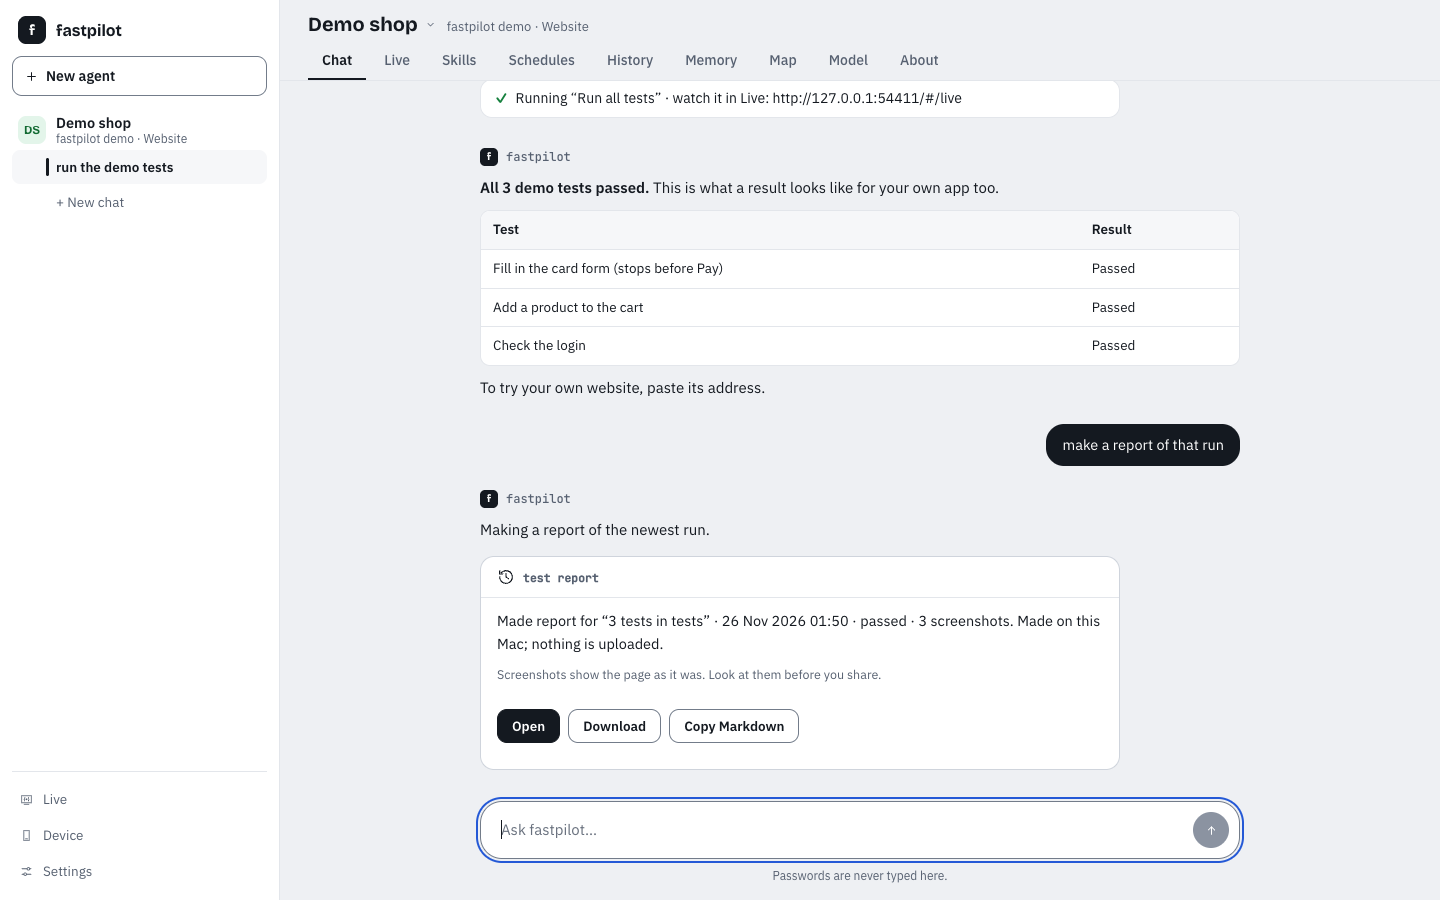 fastpilot
+ New agent
DS
Demo shop
fastpilot demo · Website
run the demo tests
+ New chat
Live
Device
Settings
Demo shop
fastpilot demo · Website
Chat Live Skills Schedules History Memory Map Model About
Running “Run all tests” · watch it in Live: http://127.0.0.1:54411/#/live
fastpilot
All 3 demo tests passed. This is what a result looks like for your own app too.
Test Result
Fill in the card form (stops before Pay) Passed
Add a product to the cart Passed
Check the login Passed
To try your own website, paste its address.
make a report of that run
fastpilot
Making a report of the newest run.
test report
Made report for “3 tests in tests” · 26 Nov 2026 01:50 · passed · 3 screenshots. Made on this
Mac; nothing is uploaded.
Screenshots show the page as it was. Look at them before you share.
Open Download Copy Markdown
Ask fastpilot...
Passwords are never typed here.